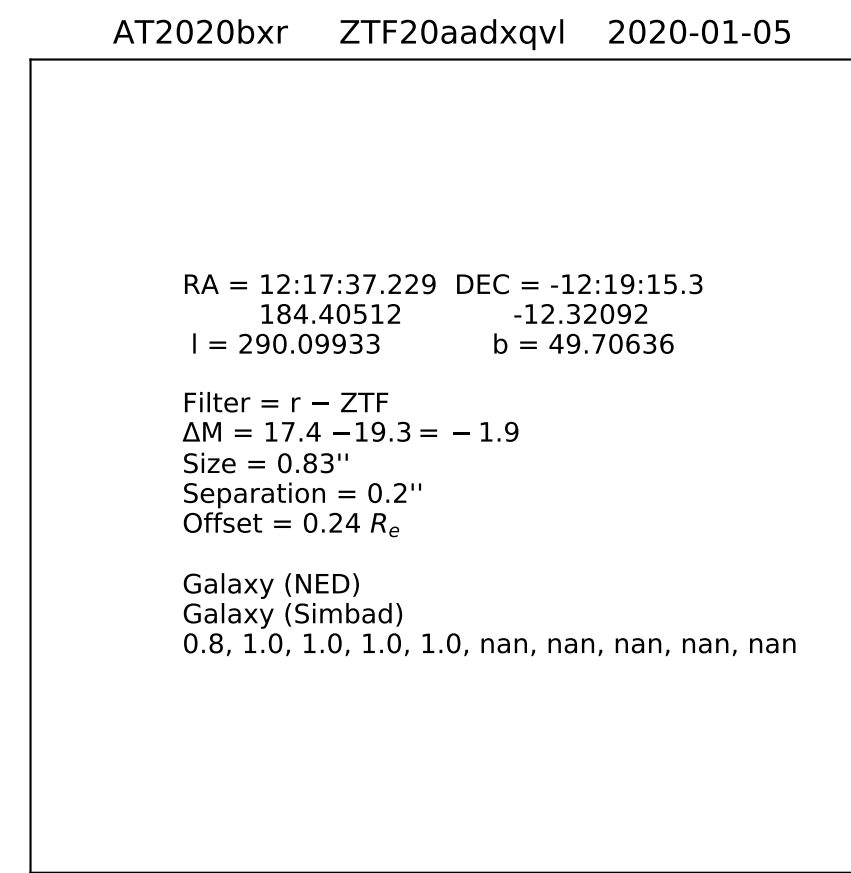 AT2020bxr ZTF20aadxqvl 2020-01-05
RA = 12:17:37.229 DEC = -12:19:15.3
184.40512 -12.32092
l = 290.09933 b = 49.70636
Filter = r − ZTF
ΔM = 17.4 −19.3 = − 1.9
Size = 0.83''
Separation = 0.2''
Offset = 0.24 Rₑ
Galaxy (NED)
Galaxy (Simbad)
0.8, 1.0, 1.0, 1.0, 1.0, nan, nan, nan, nan, nan